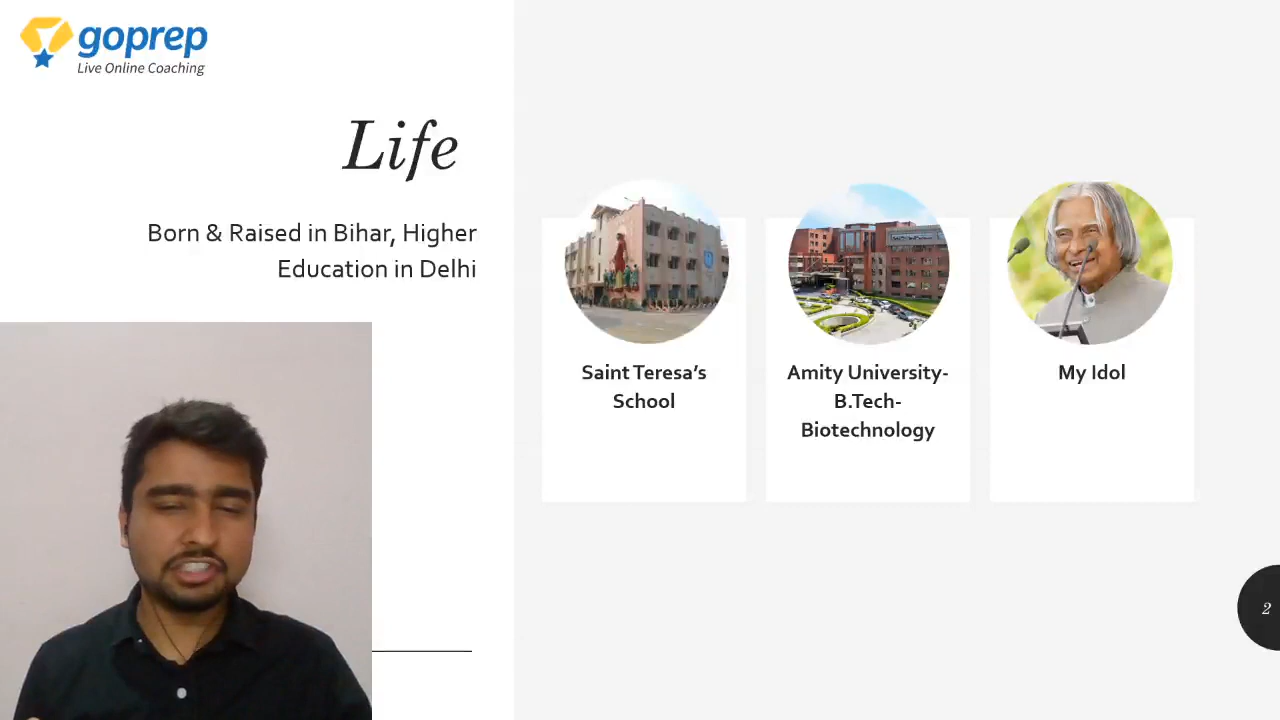 goprep
Live Online Coaching
Life
Born & Raised in Bihar, Higher
Education in Delhi
Saint Teresa’s
School
Amity University-
B.Tech-
Biotechnology
My Idol
2